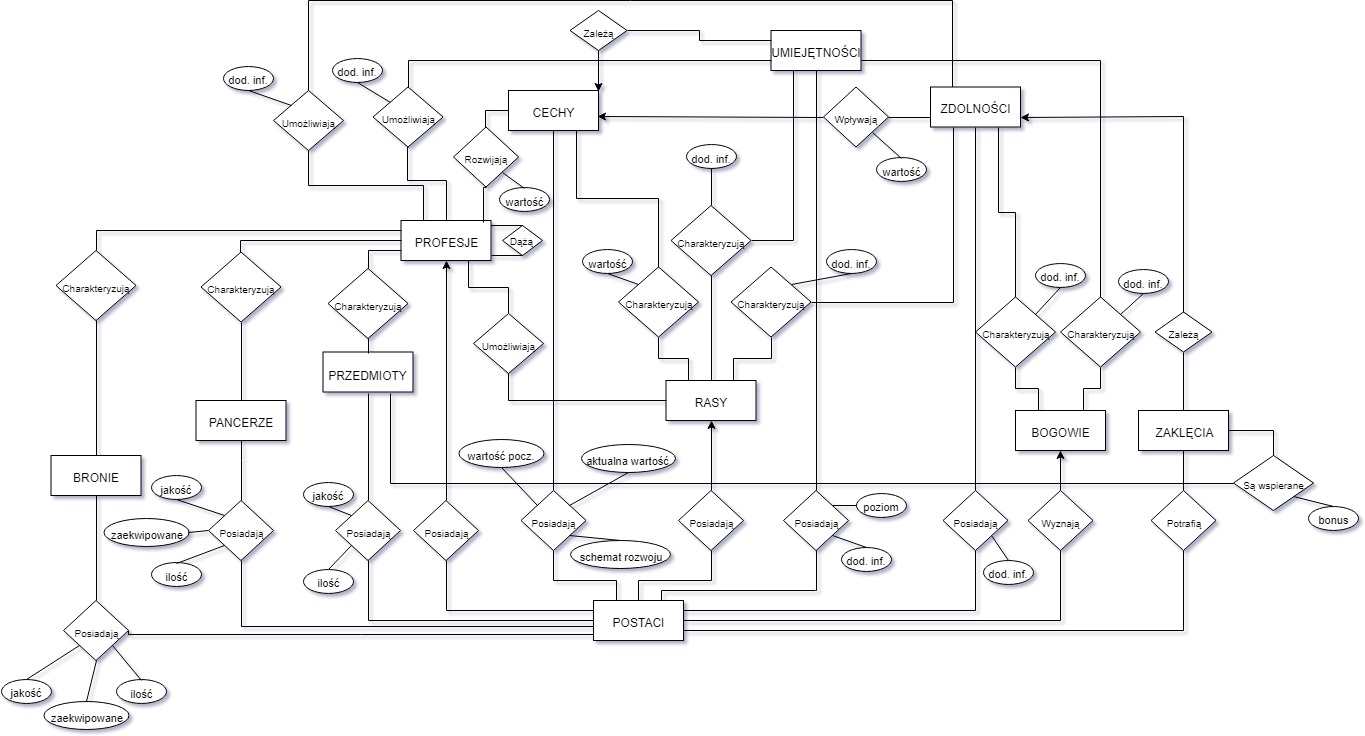 Zależą
UMIEJĘTNOŚCI
dod. inf.
dod. inf.
Umożliwiają
Umożliwiają
CECHY
Wpływają
ZDOLNOŚCI
wartość
Rozwijają
wartość
dod. inf.
PROFESJE
Dążą
Charakteryzują
wartość
dod. inf.
dod. inf.
dod. inf.
Charakteryzują
Charakteryzują
Charakteryzują
Charakteryzują
Charakteryzują
Charakteryzują
Charakteryzują
Zależą
Umożliwiają
PRZEDMIOTY
RASY
PANCERZE
BOGOWIE
ZAKLĘCIA
BRONIE
wartość pocz.
aktualna wartość
Są wspierane
bonus
jakość
zaekwipowane
ilość
Posiadają
jakość
ilość
Posiadają
Posiadają
Posiadają
schemat rozwoju
Posiadają
Posiadają
poziom
dod. inf.
Posiadają
dod. inf.
Wyznają
Potrafią
POSTACI
Posiadają
jakość
zaekwipowane
ilość